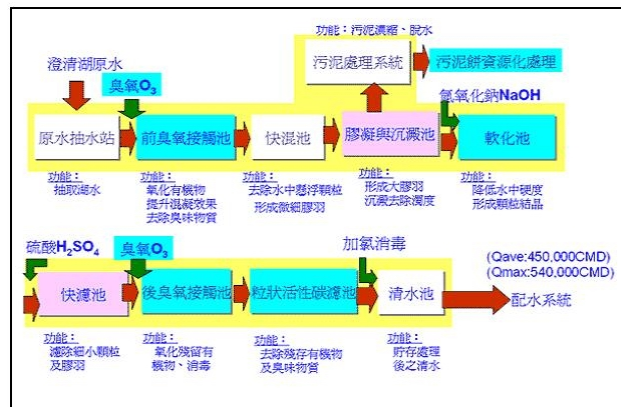 功能：污泥濃縮、脫水
澄清湖原水
臭氧O₃
污泥處理系統
污泥餅資源化處理
氫氧化鈉NaOH
原水抽水站
前臭氧接觸池
快混池
膠凝與沉澱池
軟化池
功能：
抽取湖水
功能：
氧化有機物
提升混凝效果
去除臭味物質
功能：
去除水中懸浮顆粒
形成微細膠羽
功能：
形成大膠羽
沉澱去除濁度
功能：
降低水中硬度
形成顆粒結晶
硫酸H₂SO₄
臭氧O₃
加氯消毒
(Qave:450,000CMD)
(Qmax:540,000CMD)
快濾池
後臭氧接觸池
粒狀活性碳濾池
清水池
配水系統
功能：
濾除細小顆粒
及膠羽
功能：
氧化殘留有
機物、消毒
功能：
去除殘存有機物
及臭味物質
功能：
貯存處理
後之清水